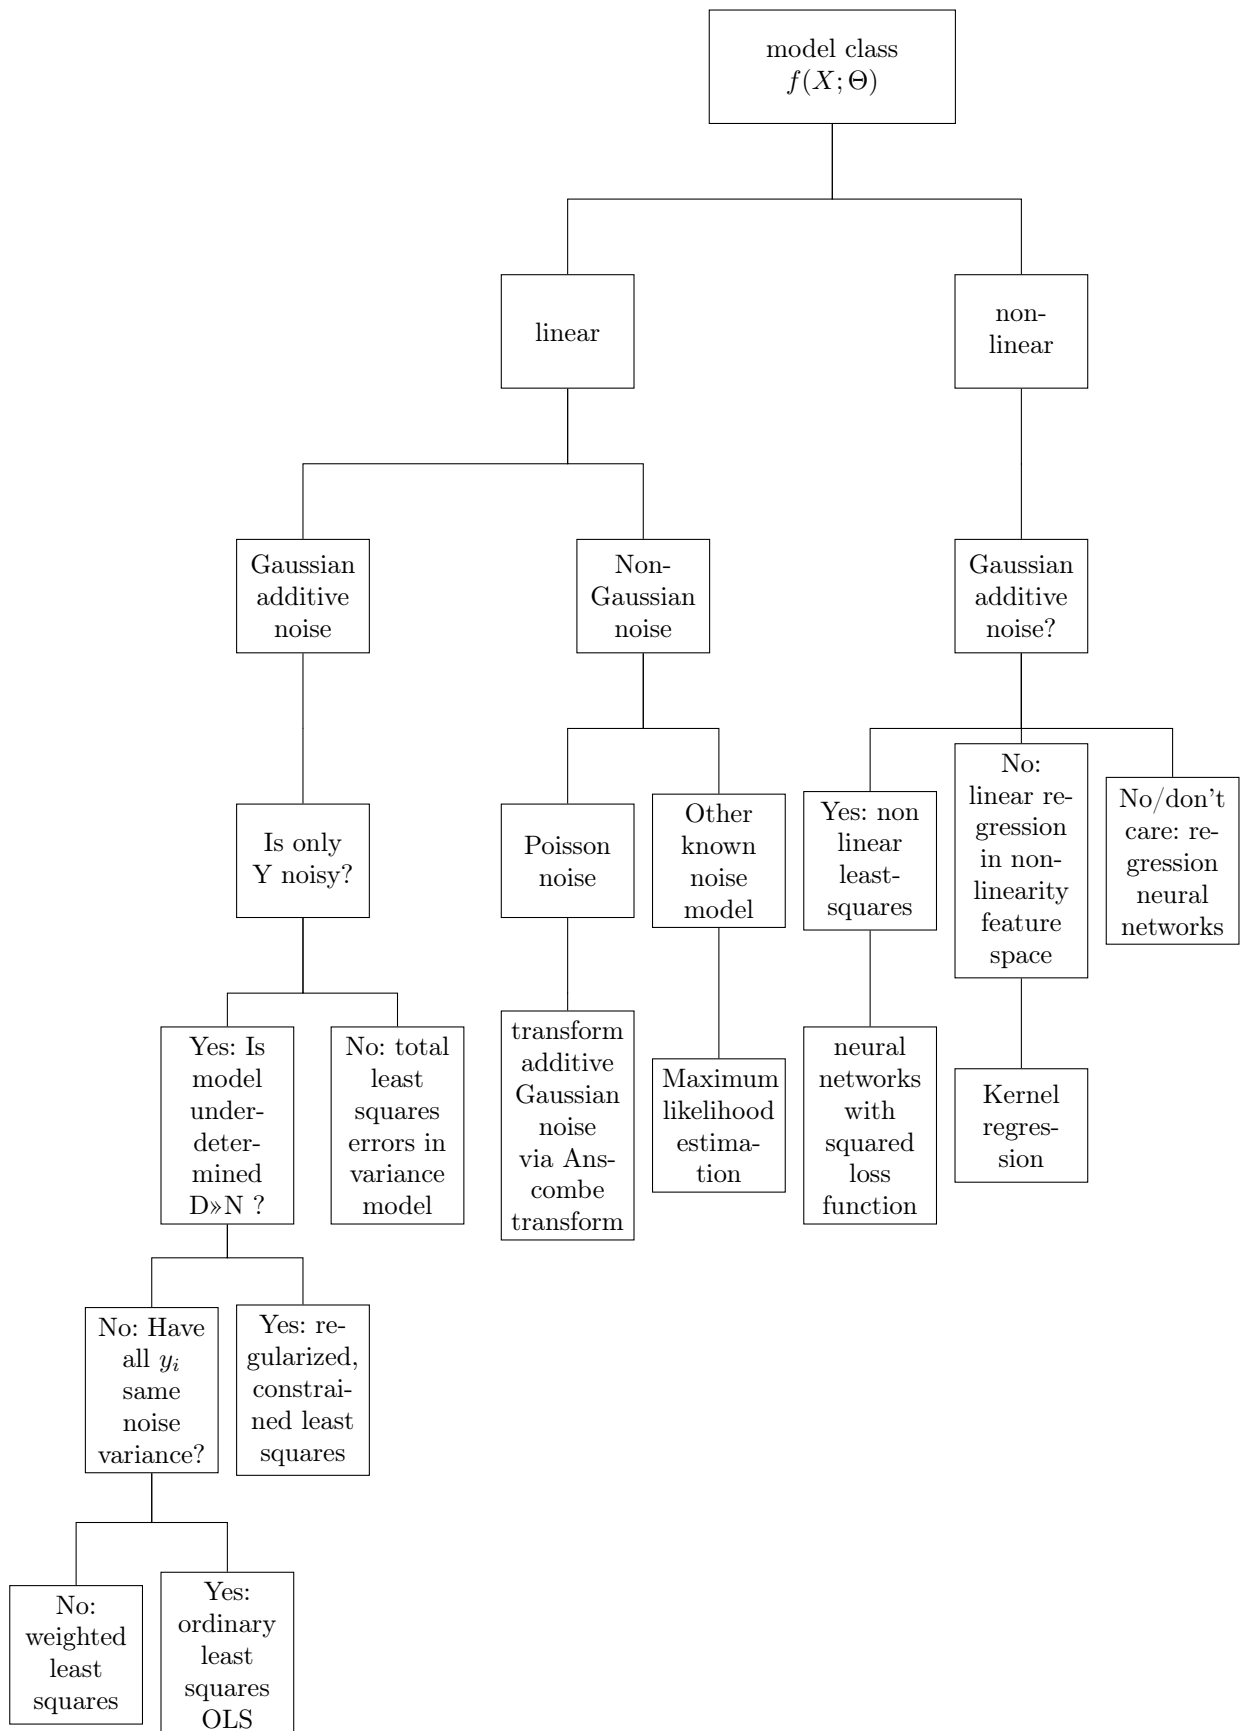 model class
f(X; Θ)
linear
non-
linear
Gaussian
additive
noise
Non-
Gaussian
noise
Gaussian
additive
noise?
Is only
Y noisy?
Poisson
noise
Other
known
noise
model
Yes: non
linear
least-
squares
No:
linear re-
gression
in non-
linearity
feature
space
No/don't
care: re-
gression
neural
networks
Yes: Is
model
under-
deter-
mined
D»N ?
No: total
least
squares
errors in
variance
model
transform
additive
Gaussian
noise
via Ans-
combe
transform
Maximum
likelihood
estima-
tion
neural
networks
with
squared
loss
function
Kernel
regres-
sion
No: Have
all yᵢ
same
noise
variance?
Yes: re-
gularized,
constrai-
ned least
squares
No:
weighted
least
squares
Yes:
ordinary
least
squares
OLS